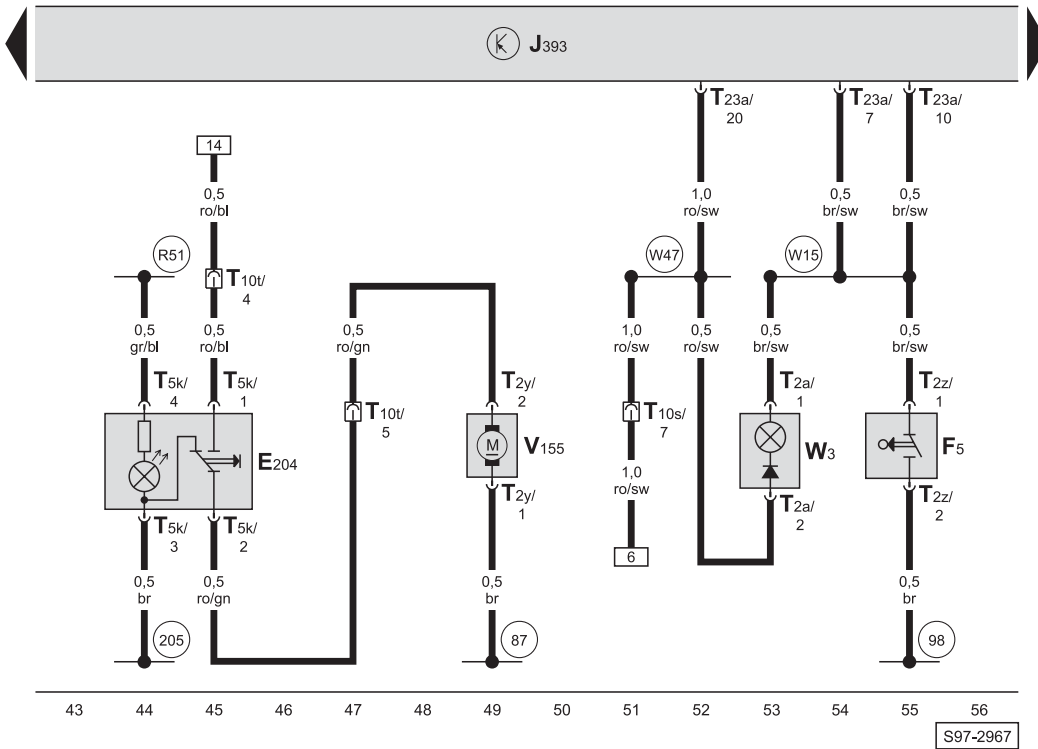 J393
T23a/ T23a/ T23a/
20 7 10
14
0,5 1,0 0,5 0,5
ro/bl ro/sw br/sw br/sw
R51 W47 W15
T10t/
4
0,5 0,5 0,5 1,0 0,5 0,5 0,5
gr/bl ro/bl ro/gn ro/sw ro/sw br/sw br/sw
T5k/ T5k/ T2y/ T2a/ T2z/
4 1 2 1 1
T10t/ T10s/
5 7
E204 M V155 W3 F5
1,0
ro/sw
T5k/ T5k/ T2y/ T2a/ T2z/
3 2 1 2 2
6
0,5 0,5 0,5 0,5
br ro/gn br br
205 87 98
43 44 45 46 47 48 49 50 51 52 53 54 55 56
S97-2967